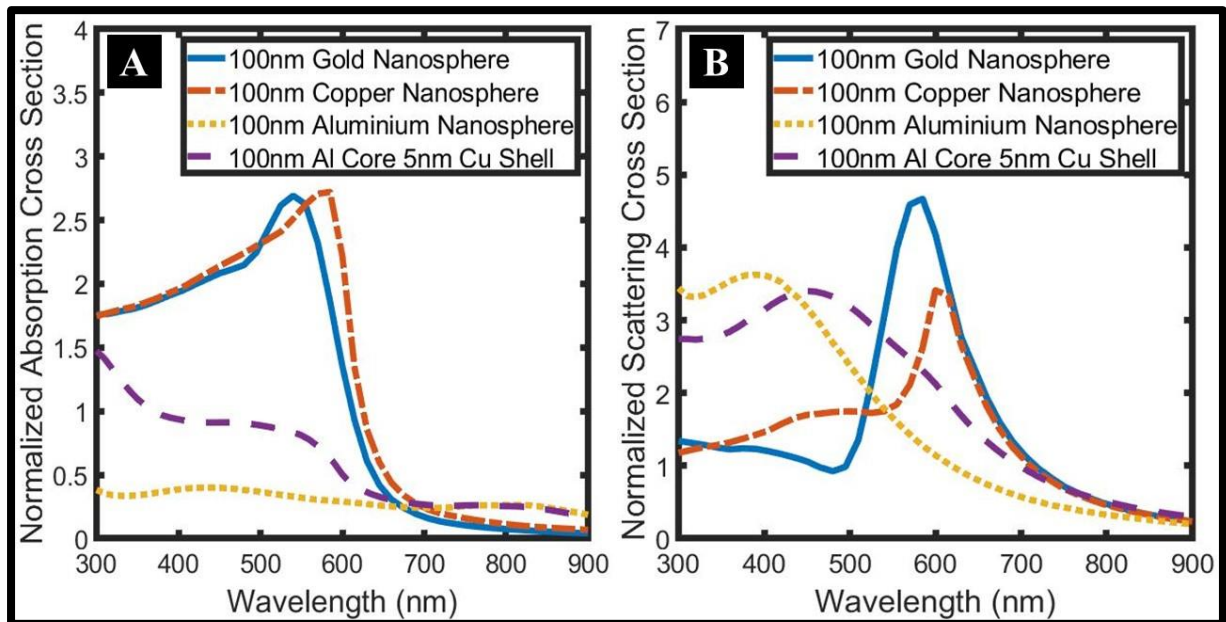 A
Normalized Absorption Cross Section
4
3.5
3
2.5
2
1.5
1
0.5
0
100nm Gold Nanosphere
100nm Copper Nanosphere
100nm Aluminium Nanosphere
100nm Al Core 5nm Cu Shell
300 400 500 600 700 800 900
Wavelength (nm)
B
Normalized Scattering Cross Section
7
6
5
4
3
2
1
0
100nm Gold Nanosphere
100nm Copper Nanosphere
100nm Aluminium Nanosphere
100nm Al Core 5nm Cu Shell
300 400 500 600 700 800 900
Wavelength (nm)